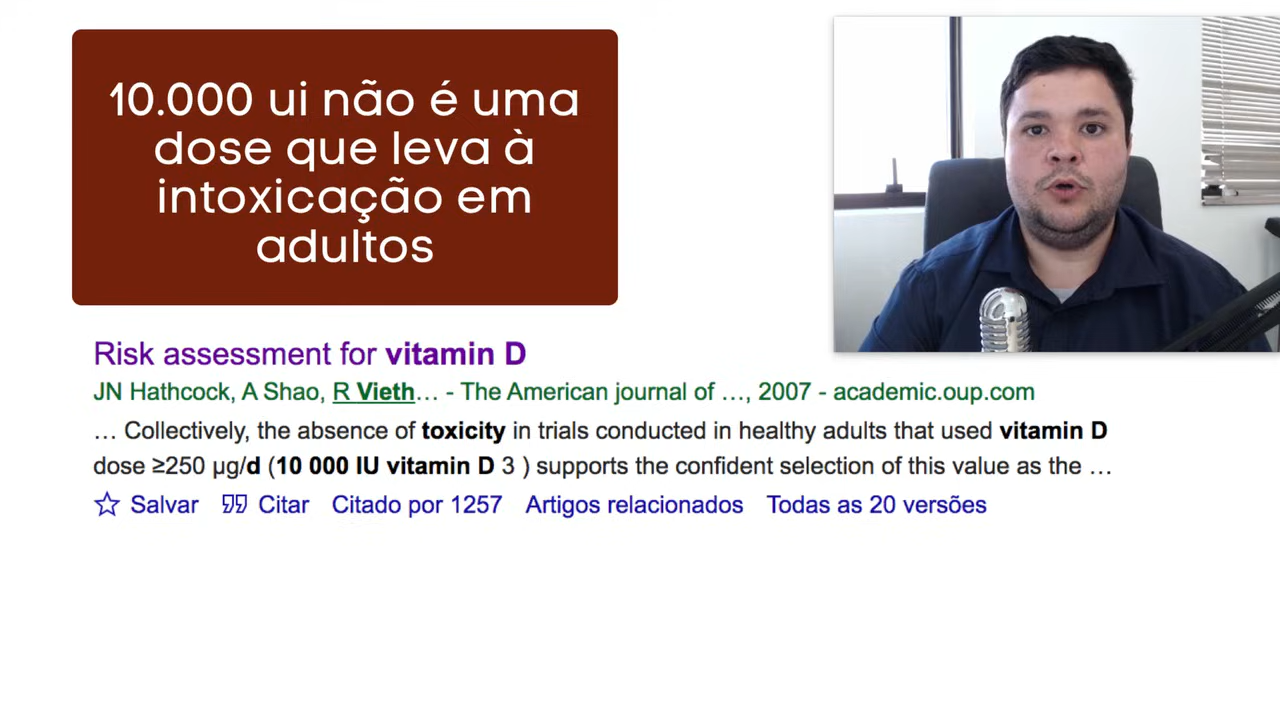 10.000 ui não é uma
dose que leva à
intoxicação em
adultos
Risk assessment for vitamin D
JN Hathcock, A Shao, R Vieth… - The American journal of …, 2007 - academic.oup.com
… Collectively, the absence of toxicity in trials conducted in healthy adults that used vitamin D
dose ≥250 μg/d (10 000 IU vitamin D 3 ) supports the confident selection of this value as the …
Salvar Citar Citado por 1257 Artigos relacionados Todas as 20 versões